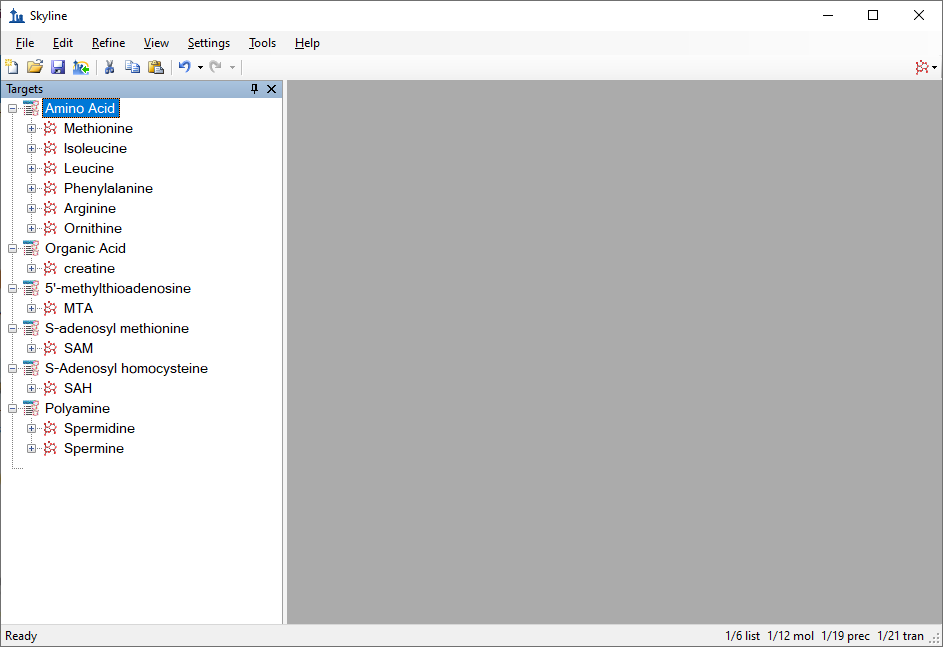 Skyline
File Edit Refine View Settings Tools Help
Targets
Amino Acid
Methionine
Isoleucine
Leucine
Phenylalanine
Arginine
Ornithine
Organic Acid
creatine
5'-methylthioadenosine
MTA
S-adenosyl methionine
SAM
S-Adenosyl homocysteine
SAH
Polyamine
Spermidine
Spermine
Ready 1/6 list 1/12 mol 1/19 prec 1/21 tran